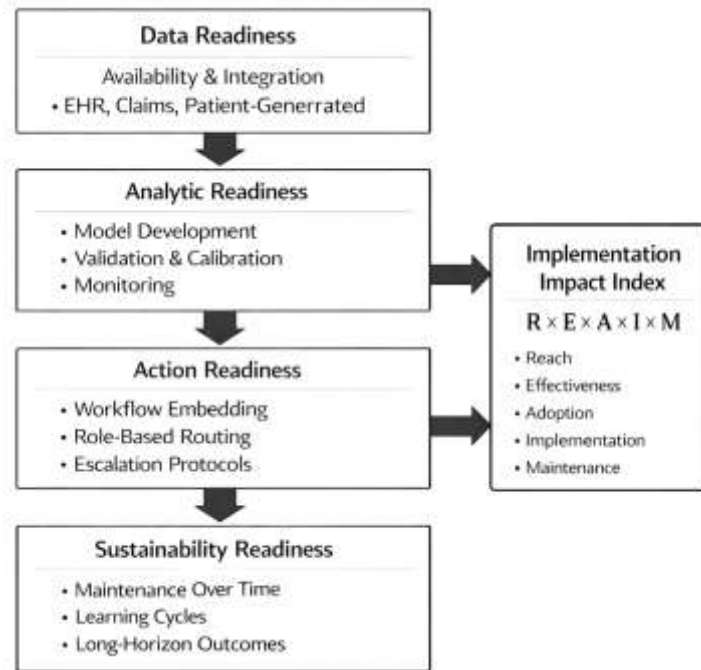 Data Readiness
Availability & Integration
• EHR, Claims, Patient-Generrated
Analytic Readiness
• Model Development
• Validation & Calibration
• Monitoring
Action Readiness
• Workflow Embedding
• Role-Based Routing
• Escalation Protocols
Sustainability Readiness
• Maintenance Over Time
• Learning Cycles
• Long-Horizon Outcomes
Implementation
Impact Index
R × E × A × I × M
• Reach
• Effectiveness
• Adoption
• Implementation
• Maintenance